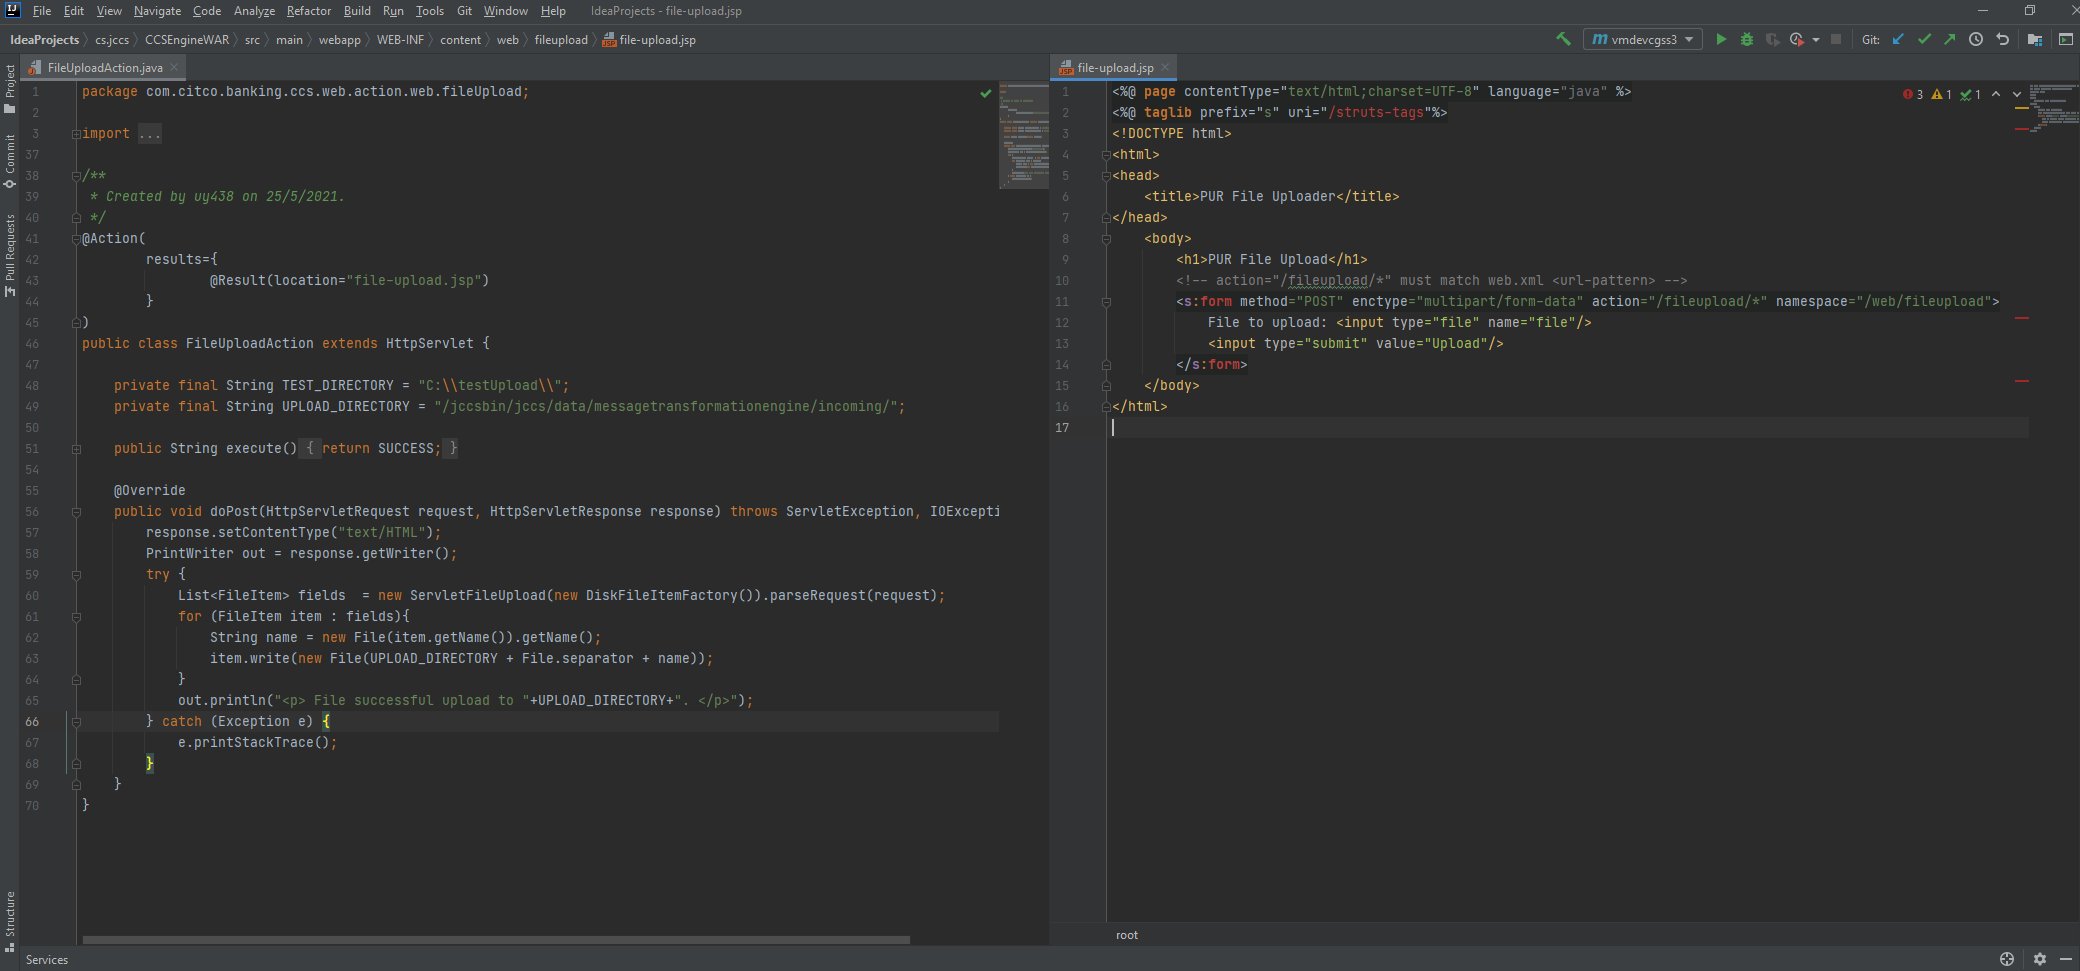 File Edit View Navigate Code Analyze Refactor Build Run Tools Git Window Help IdeaProjects - file-upload.jsp
IdeaProjects cs.jccs CCSEngineWAR src main webapp WEB-INF content web fileupload file-upload.jsp vmdevcgss3 Git:
Project
Commit
Pull Requests
Structure
FileUploadAction.java
1 package com.citco.banking.ccs.web.action.web.fileUpload;
2
3 import ...
37
38 /**
39 * Created by uy438 on 25/5/2021.
40 */
41 @Action(
42 results={
43 @Result(location="file-upload.jsp")
44 }
45 )
46 public class FileUploadAction extends HttpServlet {
47
48 private final String TEST_DIRECTORY = "C:\\testUpload\\";
49 private final String UPLOAD_DIRECTORY = "/jccsbin/jccs/data/messagetransformationengine/incoming/";
50
51 public String execute() { return SUCCESS; }
54
55 @Override
56 public void doPost(HttpServletRequest request, HttpServletResponse response) throws ServletException, IOExcepti
57 response.setContentType("text/HTML");
58 PrintWriter out = response.getWriter();
59 try {
60 List<FileItem> fields  = new ServletFileUpload(new DiskFileItemFactory()).parseRequest(request);
61 for (FileItem item : fields){
62 String name = new File(item.getName()).getName();
63 item.write(new File(UPLOAD_DIRECTORY + File.separator + name));
64 }
65 out.println("<p> File successful upload to "+UPLOAD_DIRECTORY+". </p>");
66 } catch (Exception e) {
67 e.printStackTrace();
68 }
69 }
70 }
file-upload.jsp
3 1 1
1 <%@ page contentType="text/html;charset=UTF-8" language="java" %>
2 <%@ taglib prefix="s" uri="/struts-tags"%>
3 <!DOCTYPE html>
4 <html>
5 <head>
6 <title>PUR File Uploader</title>
7 </head>
8 <body>
9 <h1>PUR File Upload</h1>
10 <!-- action="/fileupload/*" must match web.xml <url-pattern> -->
11 <s:form method="POST" enctype="multipart/form-data" action="/fileupload/*" namespace="/web/fileupload">
12 File to upload: <input type="file" name="file"/>
13 <input type="submit" value="Upload"/>
14 </s:form>
15 </body>
16 </html>
17
root
Services